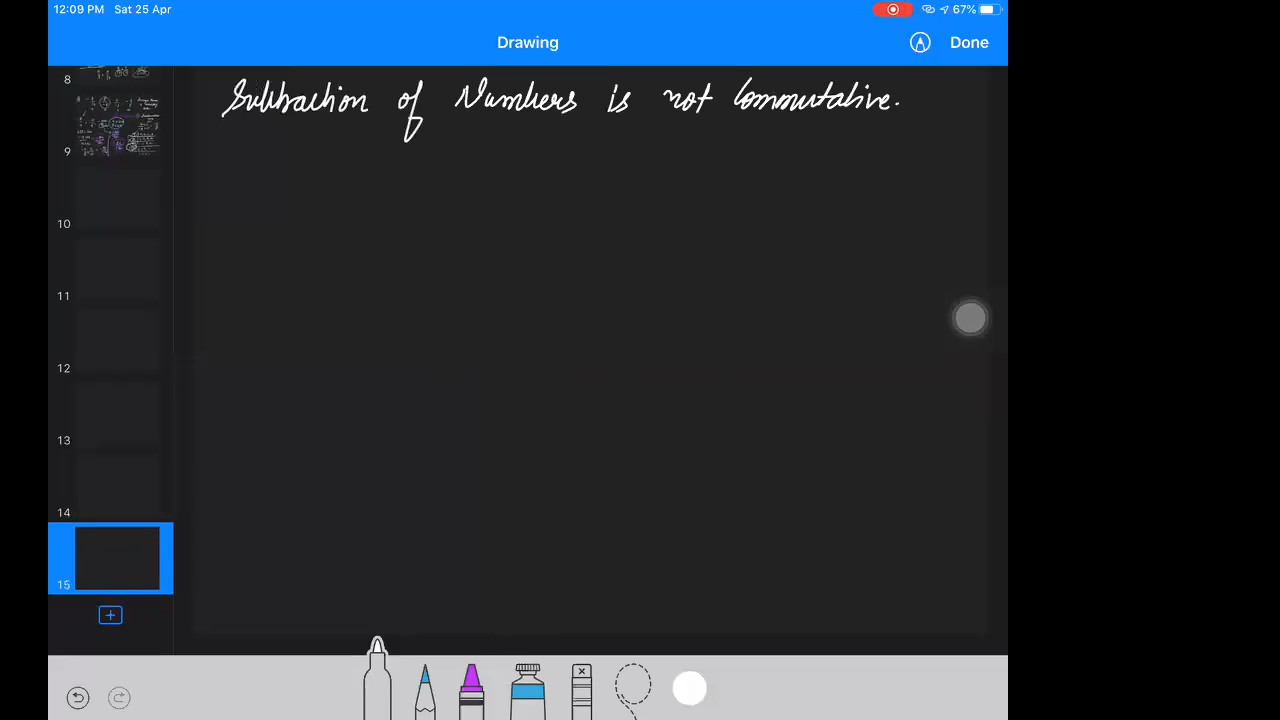 12:09 PM Sat 25 Apr
67%
Drawing
Done
Subtraction of Numbers is not Commutative.
8
9
10
11
12
13
14
15